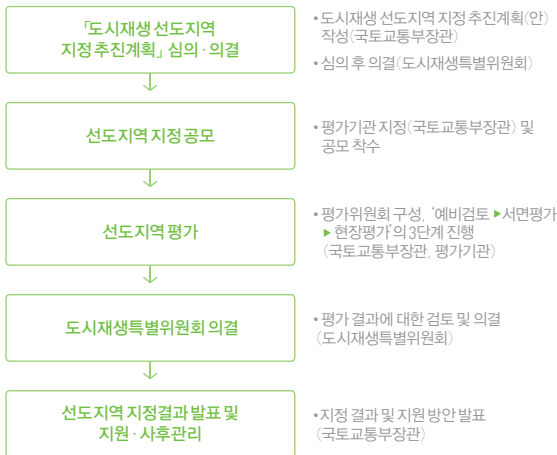 「도시재생 선도지역
지정 추진계획」 심의 · 의결
• 도시재생 선도지역 지정 추진계획(안)
작성(국토교통부장관)
• 심의 후 의결(도시재생특별위원회)
선도지역 지정 공모
• 평가기관 지정(국토교통부장관) 및
공모 착수
선도지역 평가
• 평가위원회 구성, ‘예비검토 ▶서면평가
▶ 현장평가’의 3단계 진행
(국토교통부장관, 평가기관)
도시재생특별위원회 의결
• 평가 결과에 대한 검토 및 의결
(도시재생특별위원회)
선도지역 지정결과 발표 및
지원 · 사후관리
• 지정 결과 및 지원 방안 발표
(국토교통부장관)